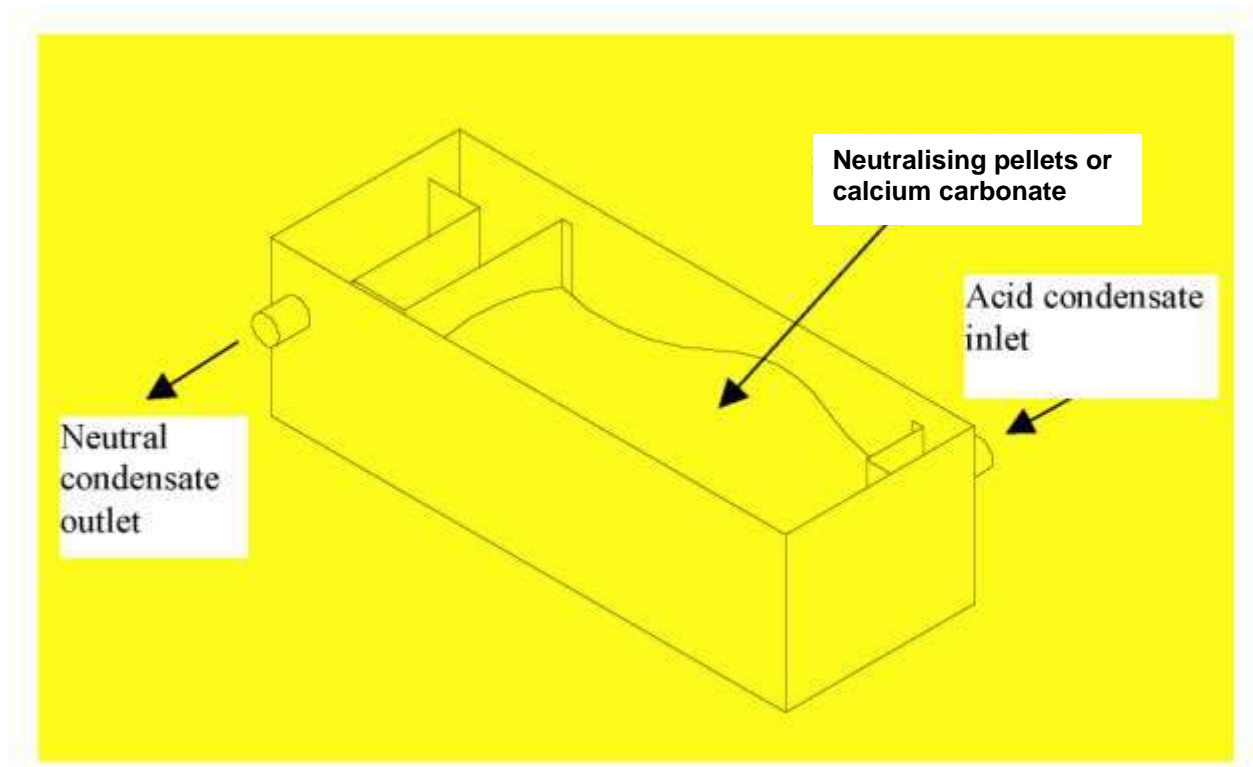 Neutralising pellets or
calcium carbonate
Acid condensate
inlet
Neutral
condensate
outlet